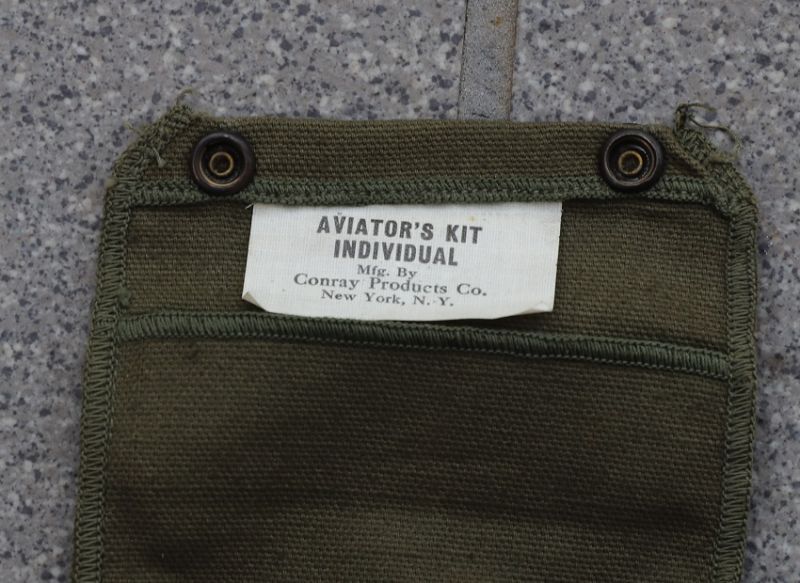 AVIATOR'S KIT
INDIVIDUAL
Mfg. By
Conray Products Co.
New York, N. Y.